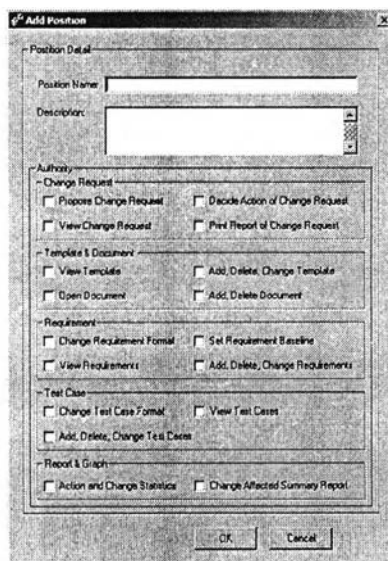 Add Position
Position Detail
Position Name:
Description:
Authority
Change Request
Propose Change Request
Decide Action of Change Request
View Change Request
Print Report of Change Request
Template & Document
View Template
Add, Delete, Change Template
Open Document
Add, Delete Document
Requirement
Change Requirement Format
Set Requirement Baseline
View Requirements
Add, Delete, Change Requirements
Test Case
Change Test Case Format
View Test Cases
Add, Delete, Change Test Cases
Report & Graph
Action and Change Statistics
Change Affected Summary Report
OK
Cancel